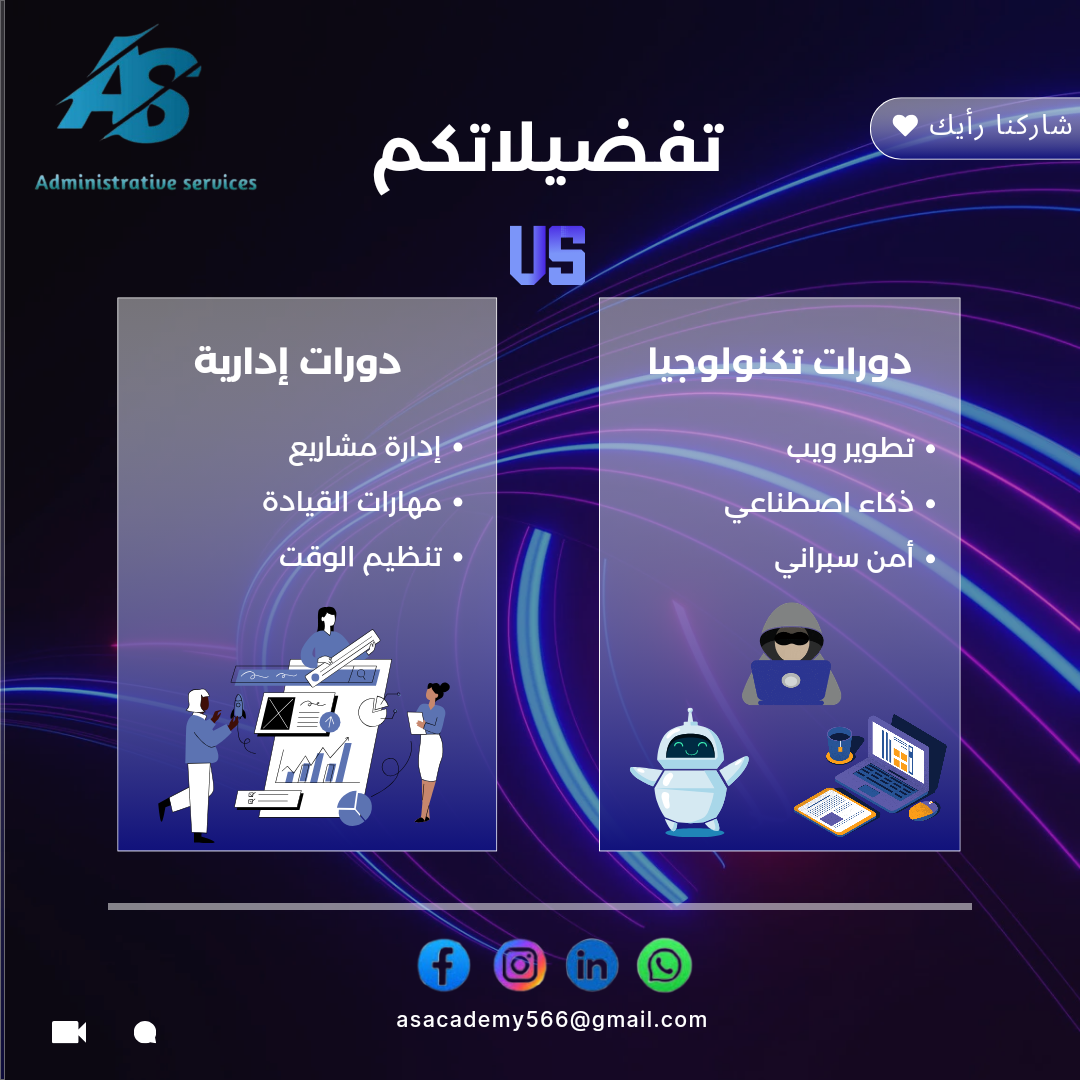 AS
Administrative services
شاركنا رأيك
تفضيلاتكم
VS
دورات تكنولوجيا
• تطوير ويب
• ذكاء اصطناعي
• أمن سبراني
دورات إدارية
• إدارة مشاريع
• مهارات القيادة
• تنظيم الوقت
asacademy566@gmail.com